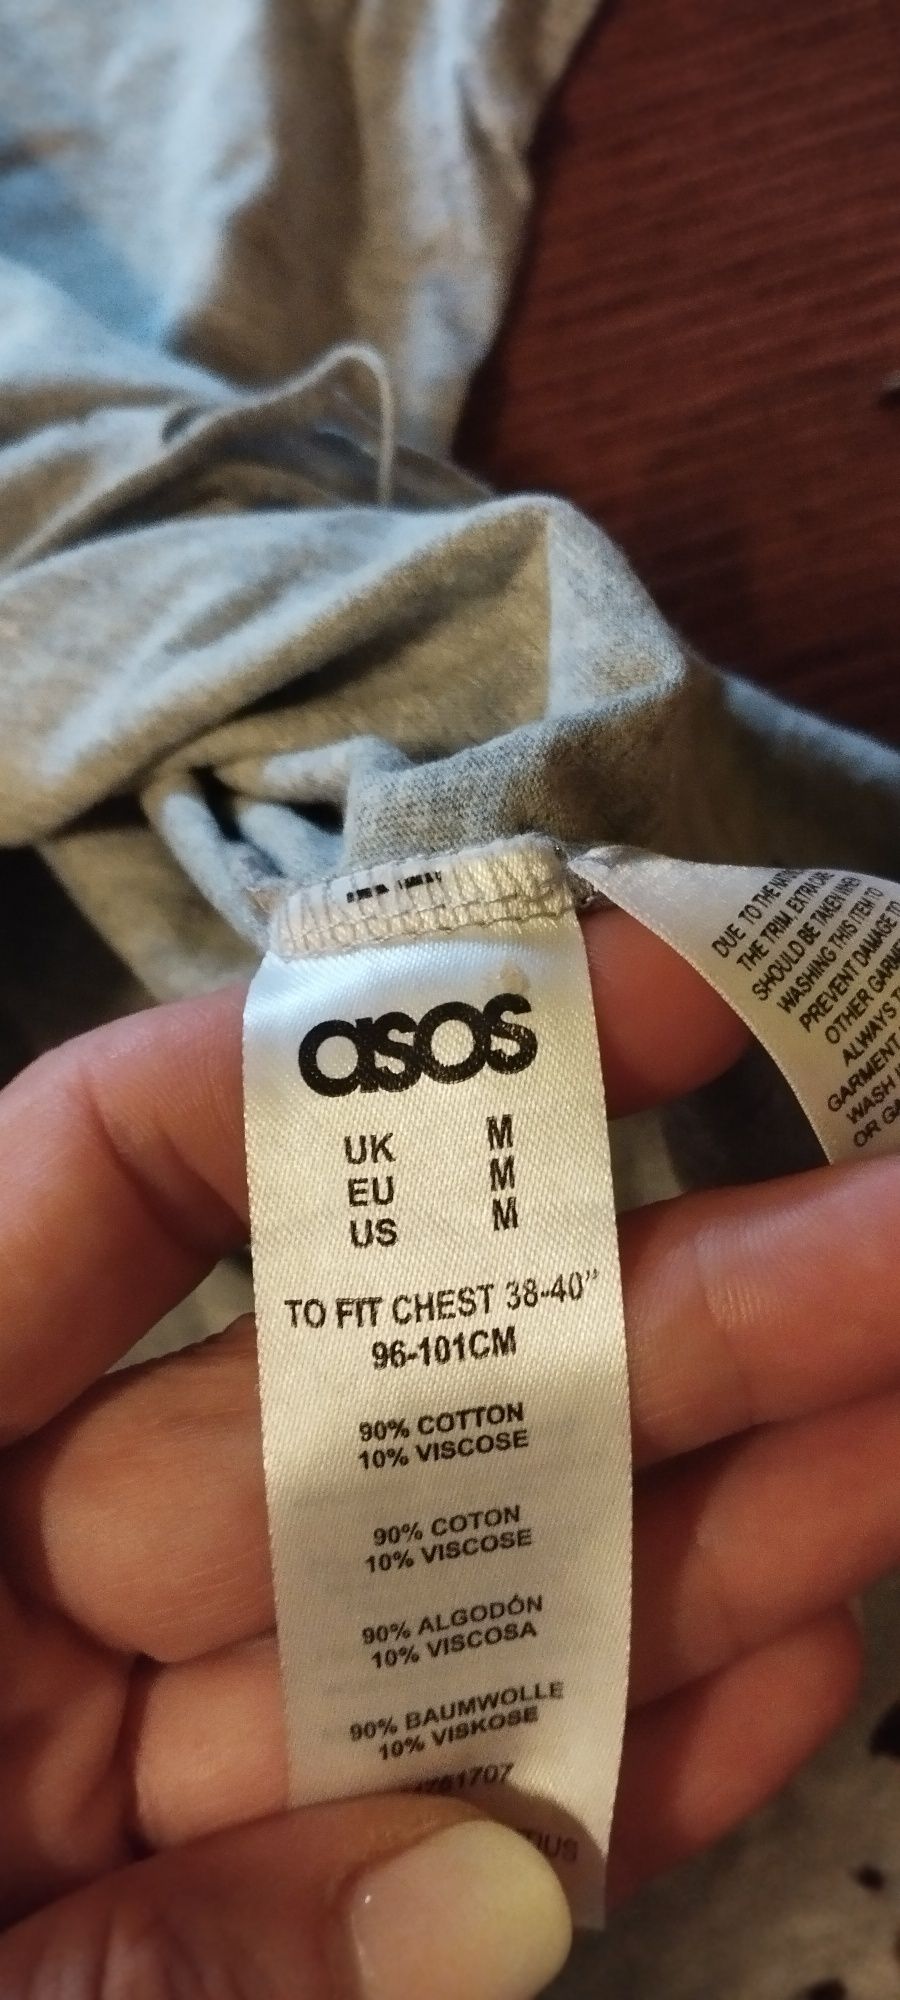 asos
UK M
EU M
US M
TO FIT CHEST 38-40"
96-101CM
90% COTTON
10% VISCOSE
90% COTON
10% VISCOSE
90% ALGODÓN
10% VISCOSA
90% BAUMWOLLE
10% VISKOSE
DUE TO THE
THE TRIM, EXTRA CARE
SHOULD BE TAKEN WHEN
WASHING THIS ITEM TO
PREVENT DAMAGE TO
OTHER
ALWAYS
GARMENT
WASH
OR